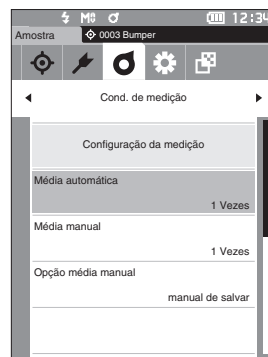 12:34
Amostra
0003 Bumper
Cond. de medição
Configuração da medição
Média automática
1 Vezes
Média manual
1 Vezes
Opção média manual
manual de salvar